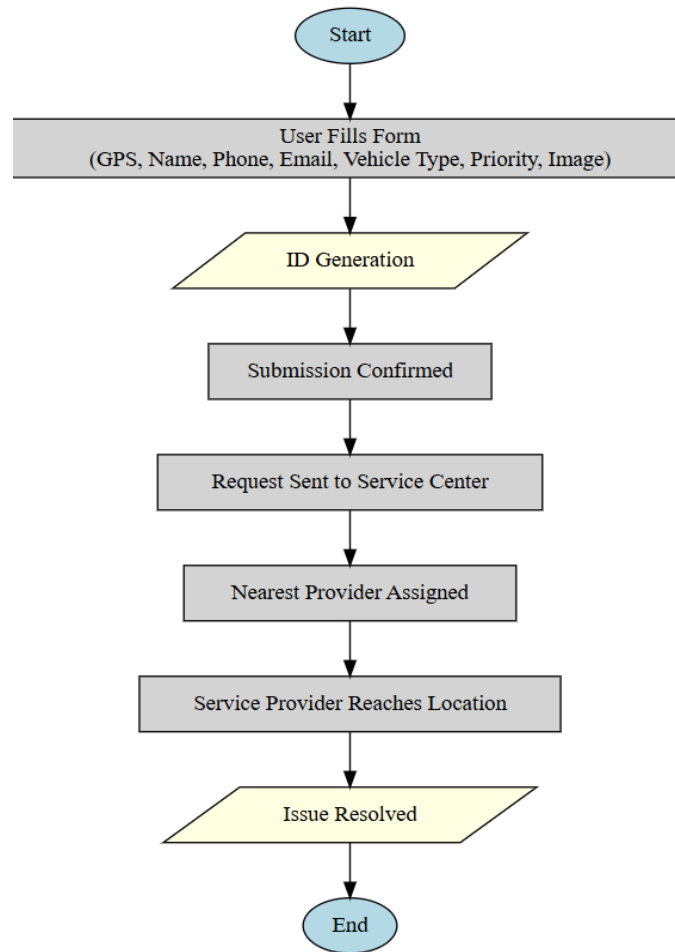 Start
User Fills Form
(GPS, Name, Phone, Email, Vehicle Type, Priority, Image)
ID Generation
Submission Confirmed
Request Sent to Service Center
Nearest Provider Assigned
Service Provider Reaches Location
Issue Resolved
End